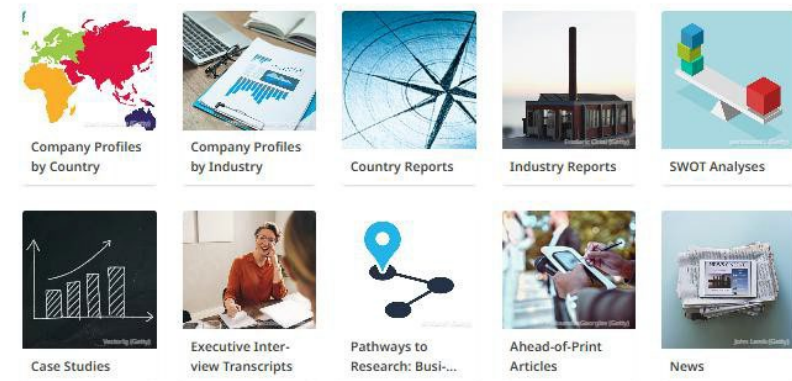 Company Profiles
by Country
Company Profiles
by Industry
Country Reports
Industry Reports
SWOT Analyses
Case Studies
Executive Inter-
view Transcripts
Pathways to
Research: Busi-...
Ahead-of-Print
Articles
News